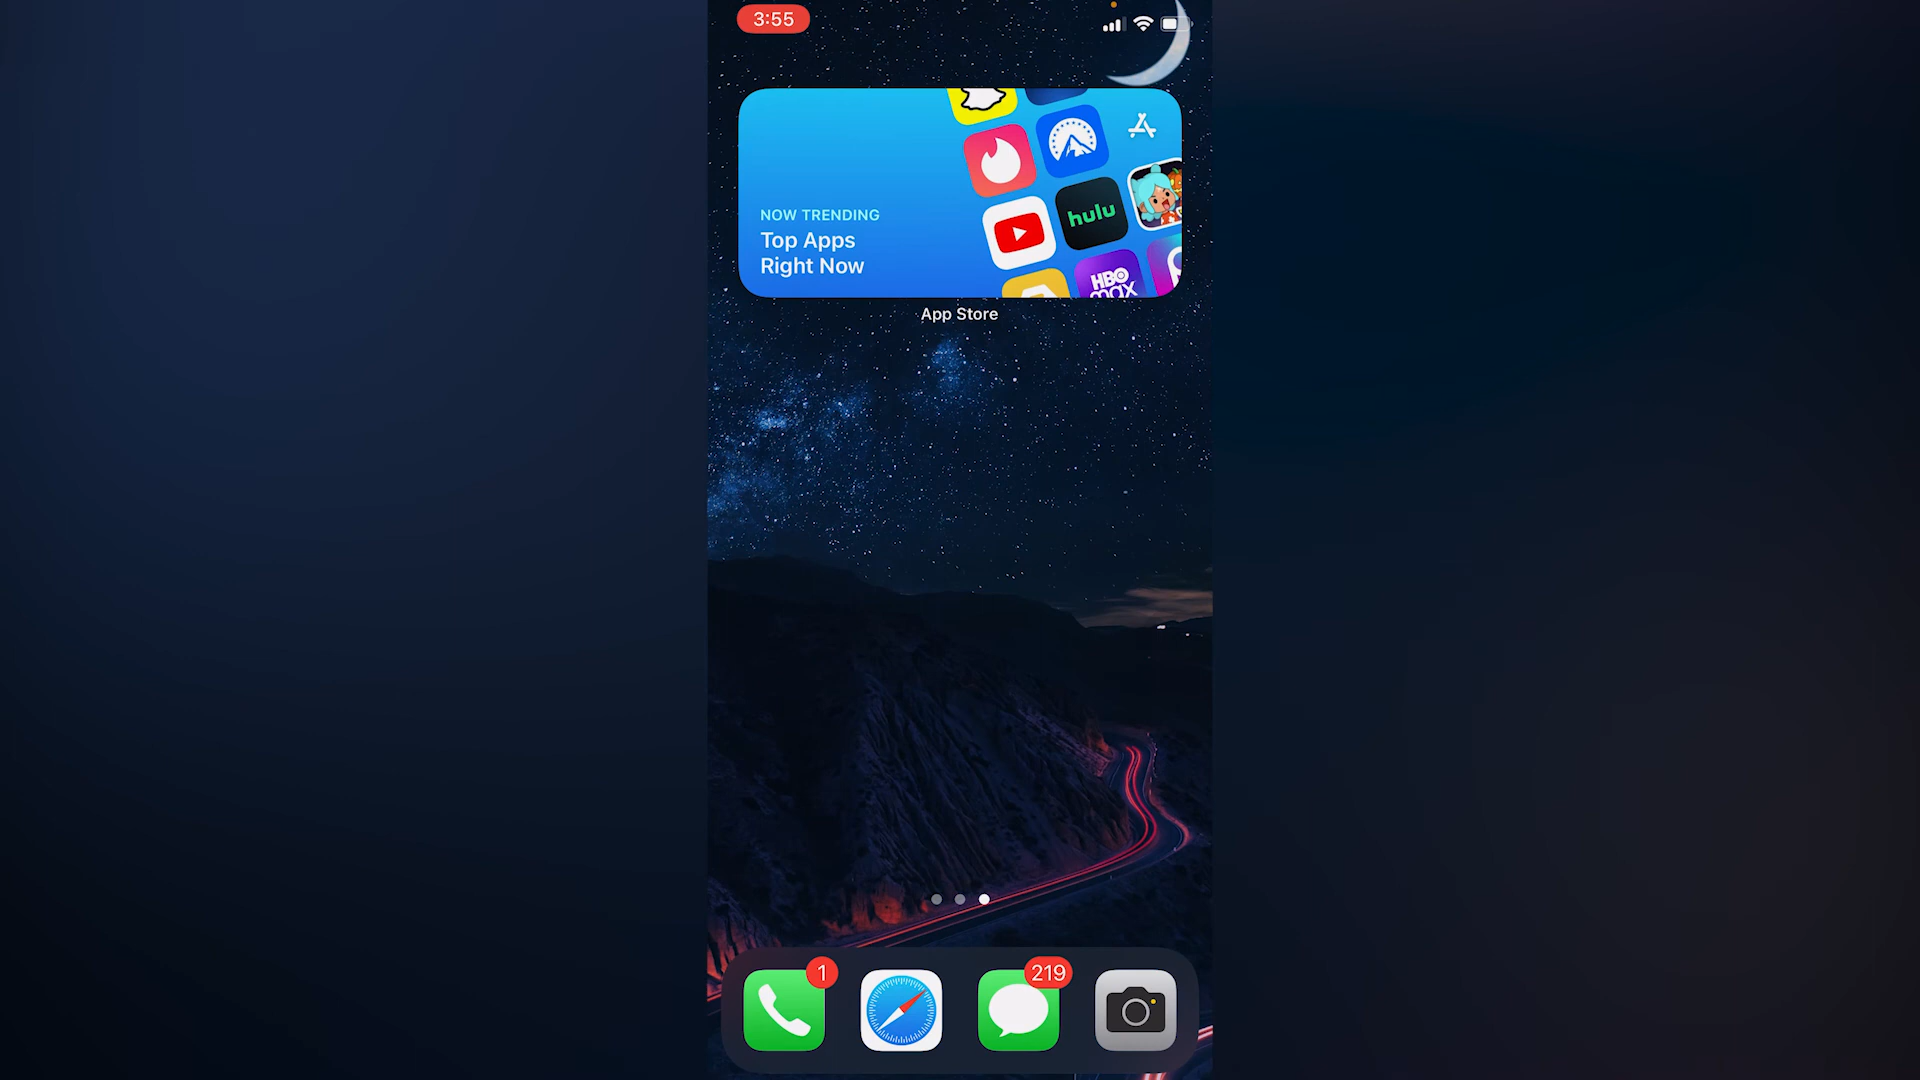 3:55
NOW TRENDING
Top Apps
Right Now
hulu
HBO
max
App Store
1
219